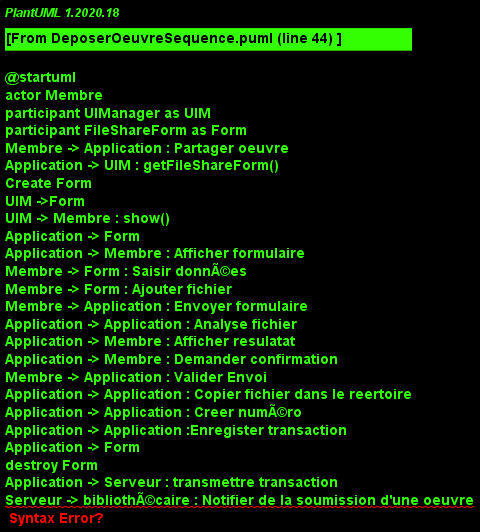 PlantUML 1.2020.18
[From DeposerOeuvreSequence.puml (line 44) ]
@startuml
actor Membre
participant UIManager as UIM
participant FileShareForm as Form
Membre -> Application : Partager oeuvre
Application -> UIM : getFileShareForm()
Create Form
UIM ->Form
UIM -> Membre : show()
Application -> Form
Application -> Membre : Afficher formulaire
Membre -> Form : Saisir donnÃ©es
Membre -> Form : Ajouter fichier
Membre -> Application : Envoyer formulaire
Application -> Application : Analyse fichier
Application -> Membre : Afficher resulatat
Application -> Membre : Demander confirmation
Membre -> Application : Valider Envoi
Application -> Application : Copier fichier dans le reertoire
Application -> Application : Creer numÃ©ro
Application -> Application :Enregister transaction
Application -> Form
destroy Form
Application -> Serveur : transmettre transaction
Serveur -> bibliothÃ©caire : Notifier de la soumission d'une oeuvre
Syntax Error?